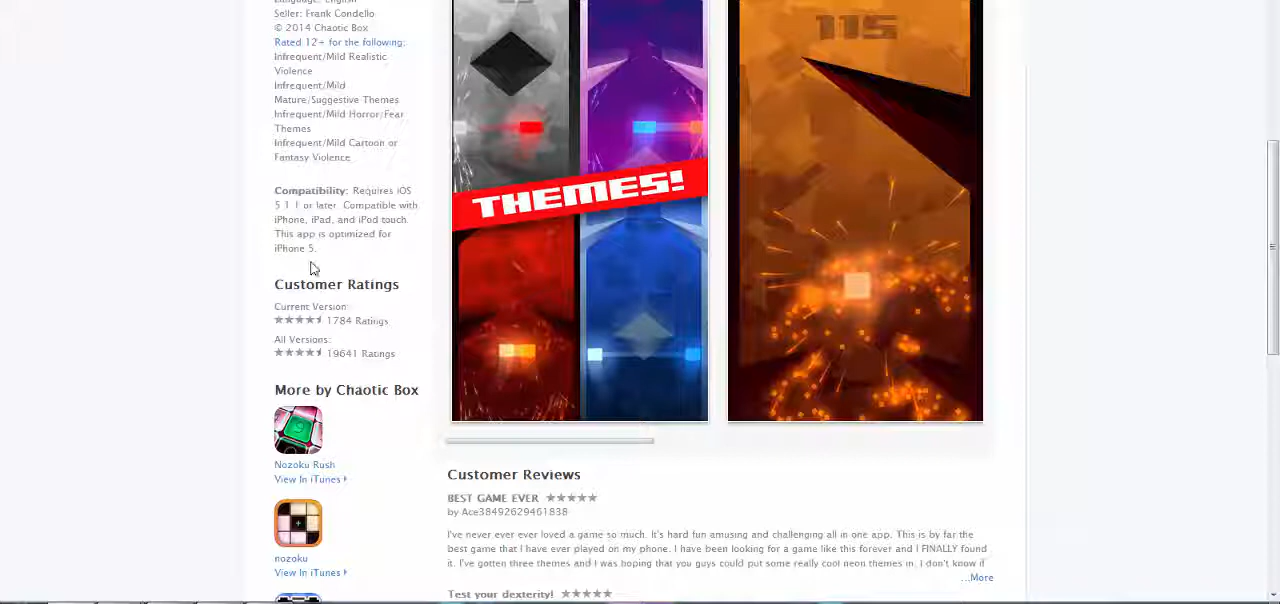 Seller: Frank Condello
© 2014 Chaotic Box
Rated 12+ for the following:
Infrequent/Mild Realistic
Violence
Infrequent/Mild
Mature/Suggestive Themes
Infrequent/Mild Horror/Fear
Themes
Infrequent/Mild Cartoon or
Fantasy Violence
Compatibility: Requires iOS
5.1.1 or later. Compatible with
iPhone, iPad, and iPod touch.
This app is optimized for
iPhone 5.
Customer Ratings
Current Version:
1784 Ratings
All Versions:
19641 Ratings
More by Chaotic Box
Nozoku Rush
View In iTunes
nozoku
View In iTunes
THEMES!
115
Customer Reviews
BEST GAME EVER ★★★★★
by Ace38492629461838
I've never ever ever loved a game so much. It's hard fun amusing and challenging all in one app. This is by far the
best game that I have ever played on my phone. I have been looking for a game like this forever and I FINALLY found
it. I've gotten three themes and I was hoping that you guys could put some really cool neon themes in. I don't know if
...More
Test your dexterity! ★★★★★